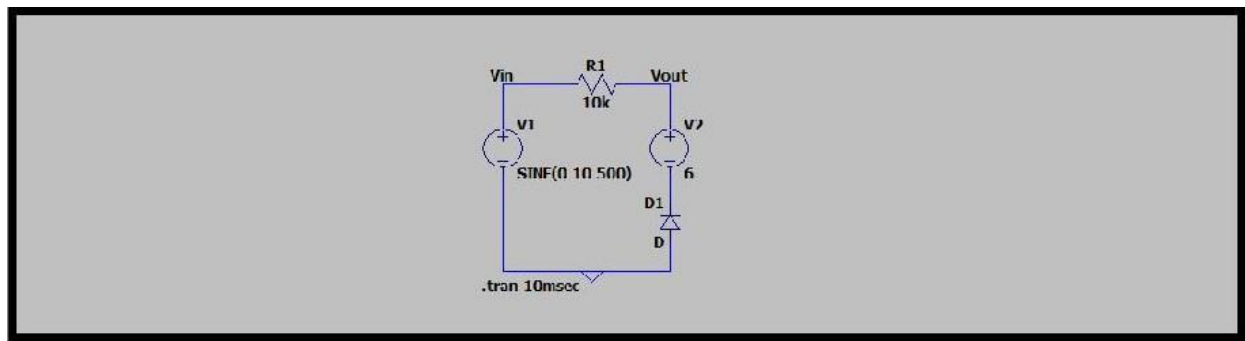 Vin
R1
Vout
10k
V1
V2
SINE(0 10 500)
6
D1
D
.tran 10msec